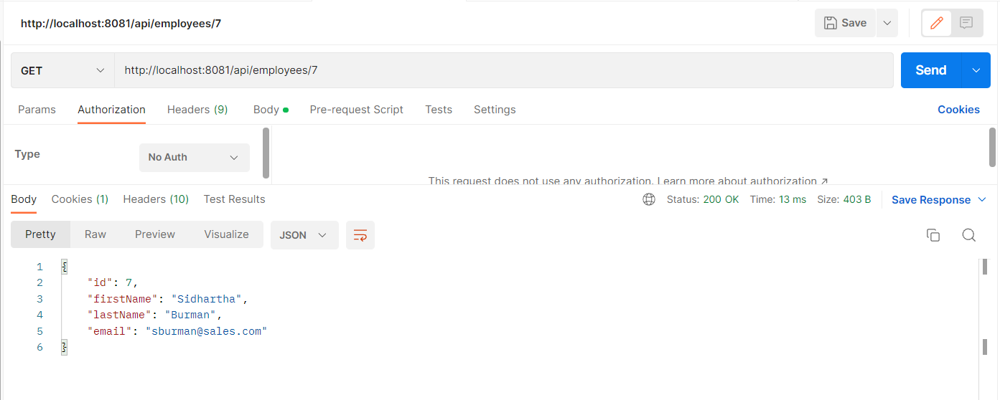 http://localhost:8081/api/employees/7
Save
GET http://localhost:8081/api/employees/7 Send
Params Authorization Headers (9) Body Pre-request Script Tests Settings Cookies
Type No Auth
This request does not use any authorization. Learn more about authorization ↗
Body Cookies (1) Headers (10) Test Results Status: 200 OK Time: 13 ms Size: 403 B Save Response
Pretty Raw Preview Visualize JSON
1 {
2 "id": 7,
3 "firstName": "Sidhartha",
4 "lastName": "Burman",
5 "email": "sburman@sales.com"
6 }